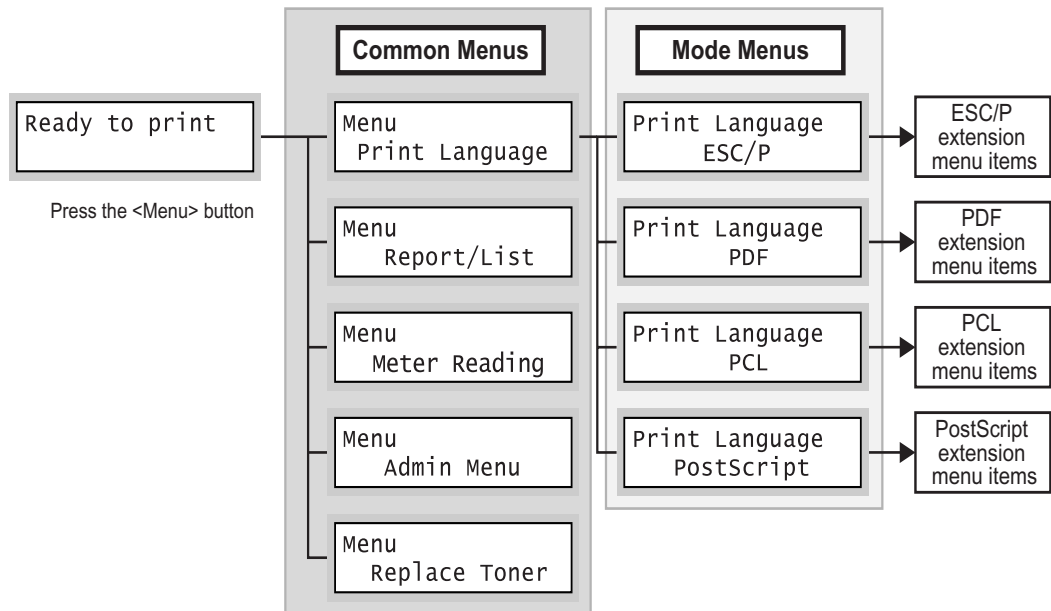 Common Menus
Mode Menus
Ready to print
Press the <Menu> button
Menu
Print Language
Menu
Report/List
Menu
Meter Reading
Menu
Admin Menu
Menu
Replace Toner
Print Language
ESC/P
Print Language
PDF
Print Language
PCL
Print Language
PostScript
ESC/P
extension
menu items
PDF
extension
menu items
PCL
extension
menu items
PostScript
extension
menu items